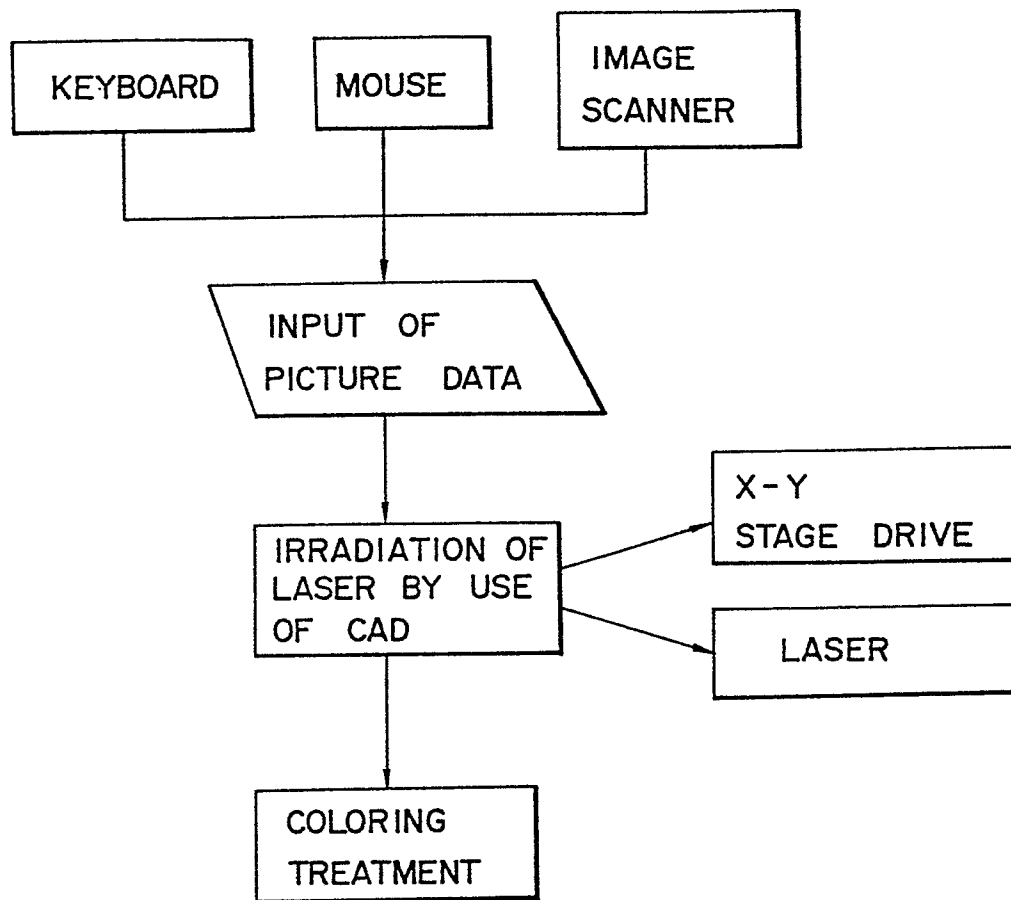 KEYBOARD
MOUSE
IMAGE
SCANNER
INPUT OF
PICTURE DATA
IRRADIATION OF
LASER BY USE
OF CAD
X-Y
STAGE DRIVE
LASER
COLORING
TREATMENT